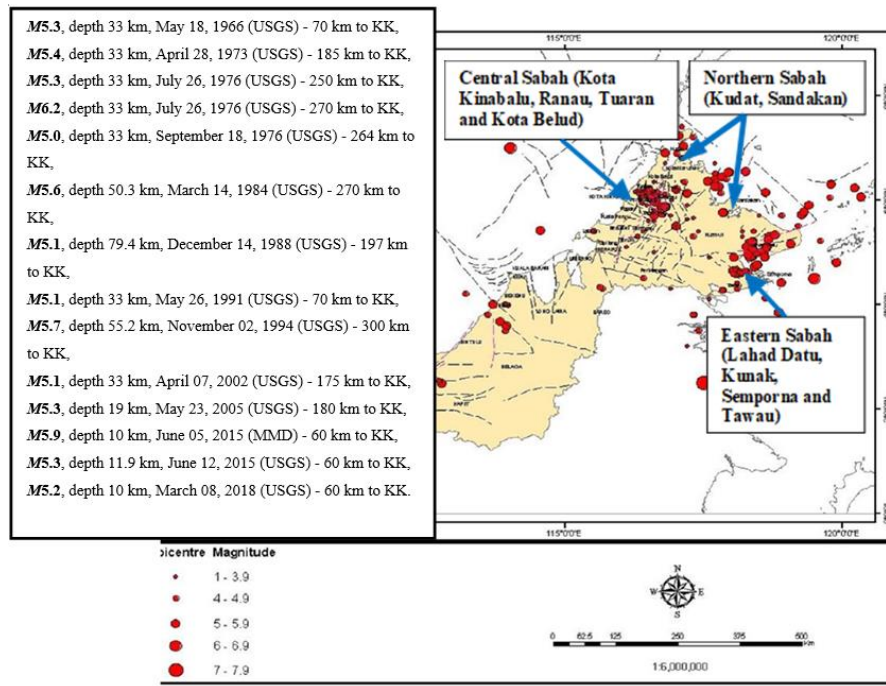 M5.3, depth 33 km, May 18, 1966 (USGS) - 70 km to KK,
M5.4, depth 33 km, April 28, 1973 (USGS) - 185 km to KK,
M5.3, depth 33 km, July 26, 1976 (USGS) - 250 km to KK,
M6.2, depth 33 km, July 26, 1976 (USGS) - 270 km to KK,
M5.0, depth 33 km, September 18, 1976 (USGS) - 264 km to
KK,
M5.6, depth 50.3 km, March 14, 1984 (USGS) - 270 km to
KK,
M5.1, depth 79.4 km, December 14, 1988 (USGS) - 197 km
to KK,
M5.1, depth 33 km, May 26, 1991 (USGS) - 70 km to KK,
M5.7, depth 55.2 km, November 02, 1994 (USGS) - 300 km
to KK,
M5.1, depth 33 km, April 07, 2002 (USGS) - 175 km to KK,
M5.3, depth 19 km, May 23, 2005 (USGS) - 180 km to KK,
M5.9, depth 10 km, June 05, 2015 (MMD) - 60 km to KK,
M5.3, depth 11.9 km, June 12, 2015 (USGS) - 60 km to KK,
M5.2, depth 10 km, March 08, 2018 (USGS) - 60 km to KK.
115°0'0"E
120°0'0"E
Central Sabah (Kota
Kinabalu, Ranau, Tuaran
and Kota Belud)
Northern Sabah
(Kudat, Sandakan)
Eastern Sabah
(Lahad Datu,
Kunak,
Semporna and
Tawau)
BELAGA
115°0'0"E
120°0'0"E
picentre Magnitude
1 - 3.9
4 - 4.9
5 - 5.9
6 - 6.9
7 - 7.9
N
W E
S
0 62.5 125 250 375 500
Km
1:6,000,000